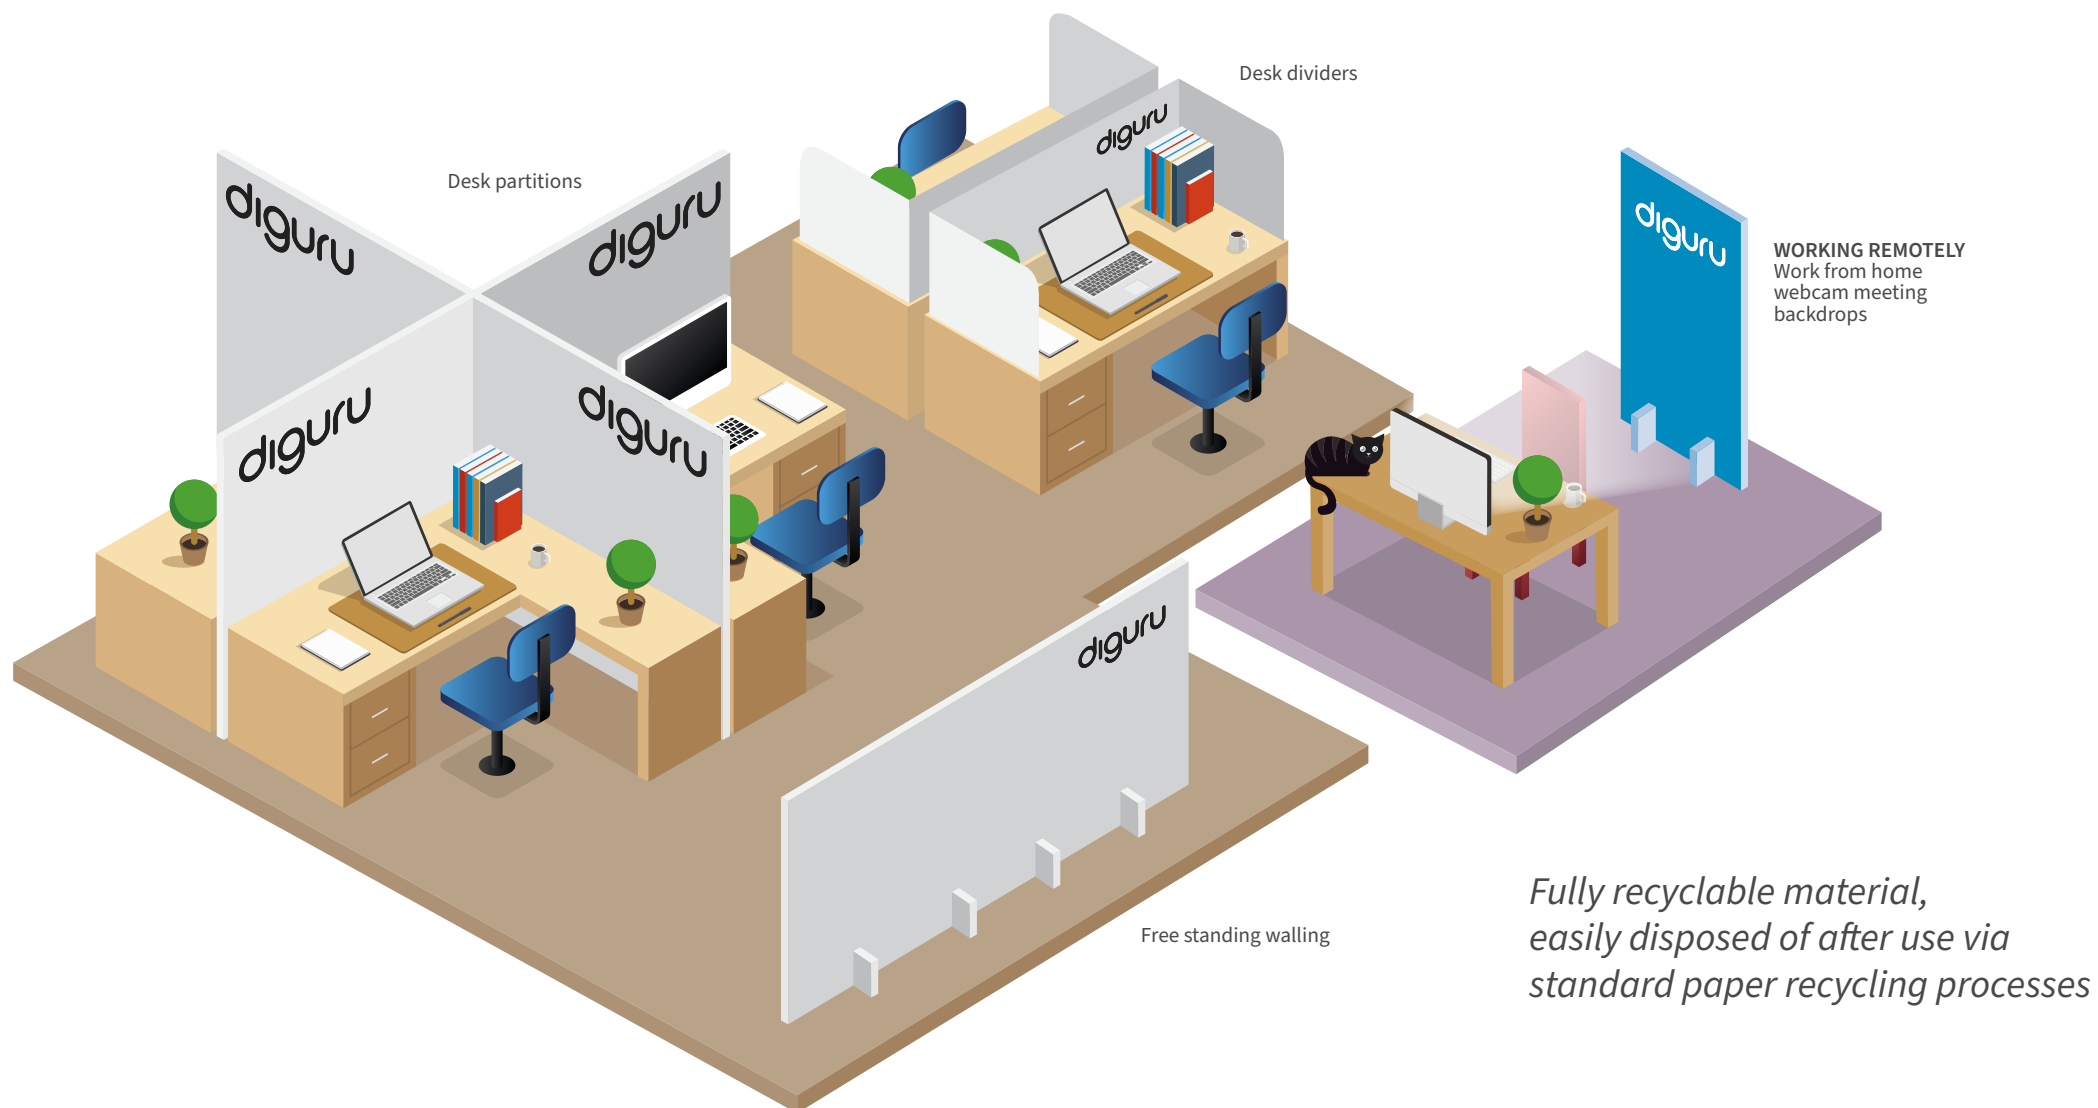 Desk dividers
diguru
Desk partitions
diguru
diguru
diguru
WORKING REMOTELY
Work from home
webcam meeting
backdrops
diguru
diguru
diguru
Free standing walling
Fully recyclable material,
easily disposed of after use via
standard paper recycling processes